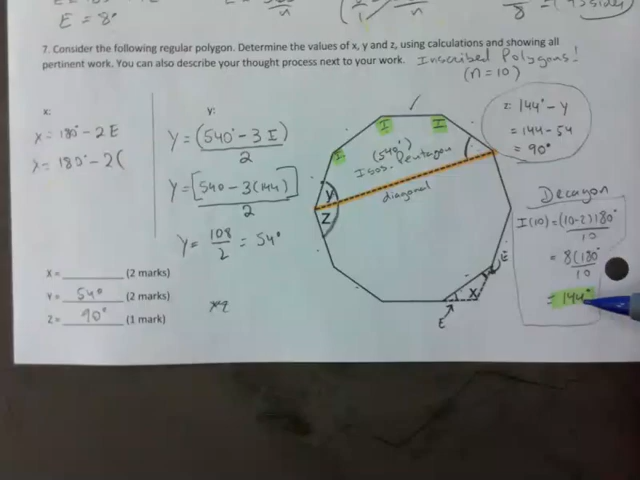 E = 8°
n
n
8
7. Consider the following regular polygon. Determine the values of x, y and z, using calculations and showing all
pertinent work. You can also describe your thought process next to your work. Inscribed Polygons!
(n=10)
x:
x = 180° - 2E
x = 180° - 2(
y:
y = (540° - 3I)
2
y = [540 - 3(144)]
2
y = 108 = 54°
2
I
I
I
(540°)
Isos. Pentagon
diagonal
y
z
x
E
E
= 144° - y
= 144 - 54
= 90°
Decagon
I(10) = (10-2)180°
10
= 8(180°
10
= 144°
X = (2 marks)
Y = 54° (2 marks)
Z = 90° (1 mark)